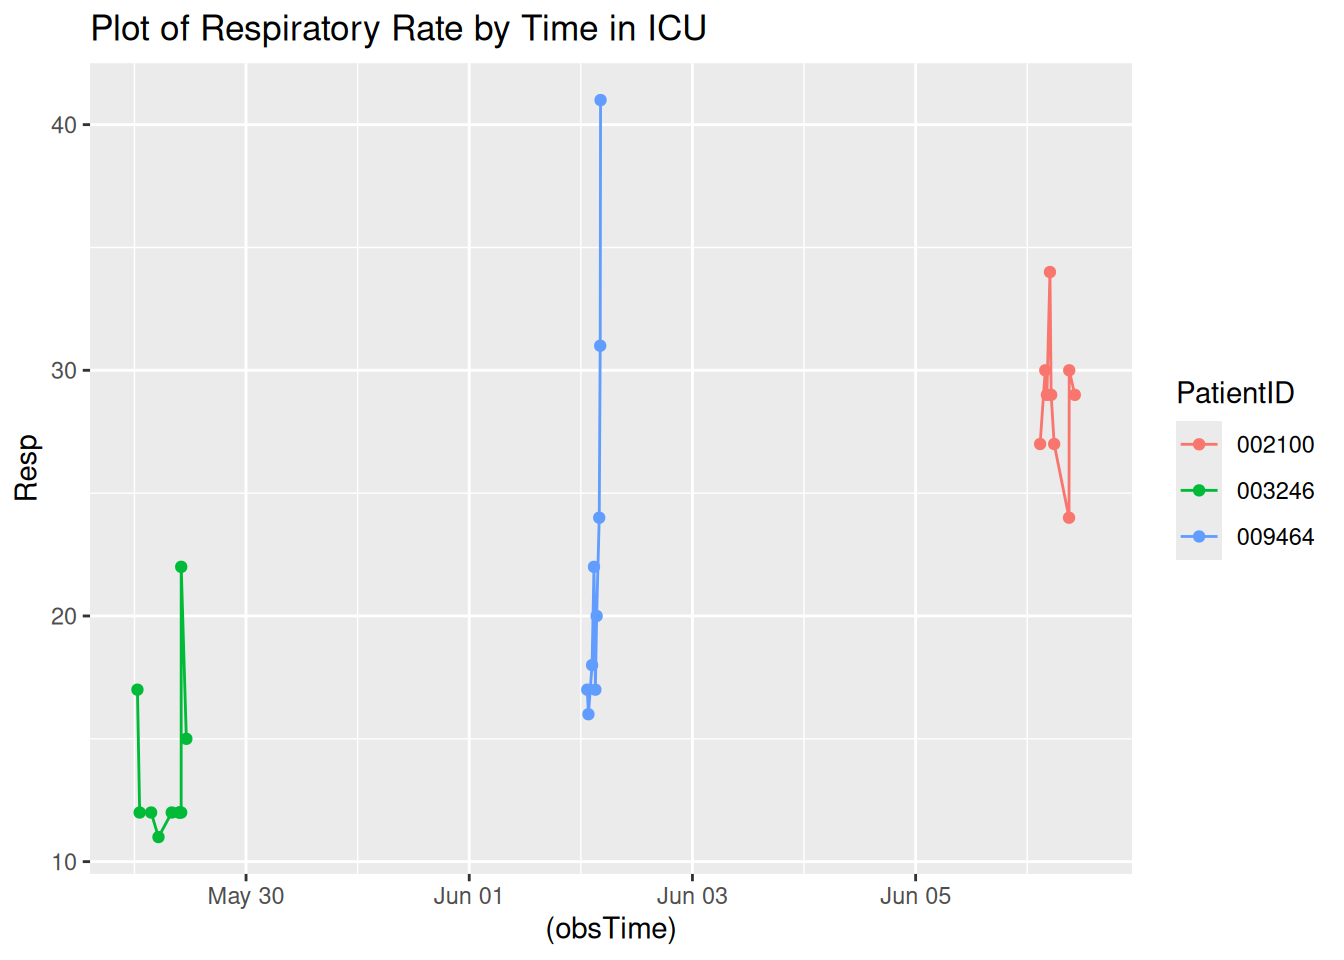 Plot of Respiratory Rate by Time in ICU
40
30
20
10
Resp
May 30
Jun 01
Jun 03
Jun 05
(obsTime)
PatientID
002100
003246
009464